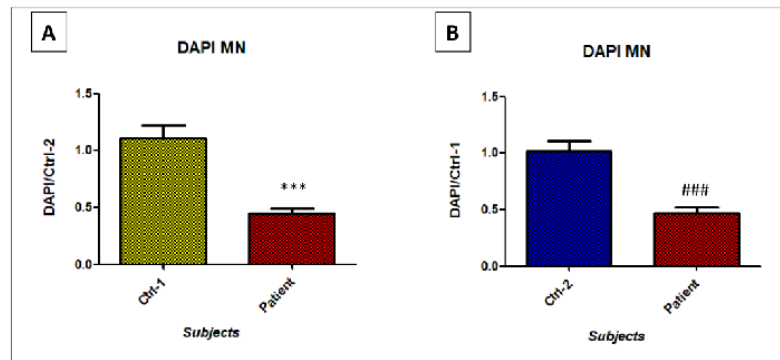 A
DAPI MN
DAPI/Ctrl-2
1.5
1.0
0.5
0.0
***
Ctrl-1
Patient
Subjects
B
DAPI MN
DAPI/Ctrl-1
1.5
1.0
0.5
0.0
###
Ctrl-2
Patient
Subjects